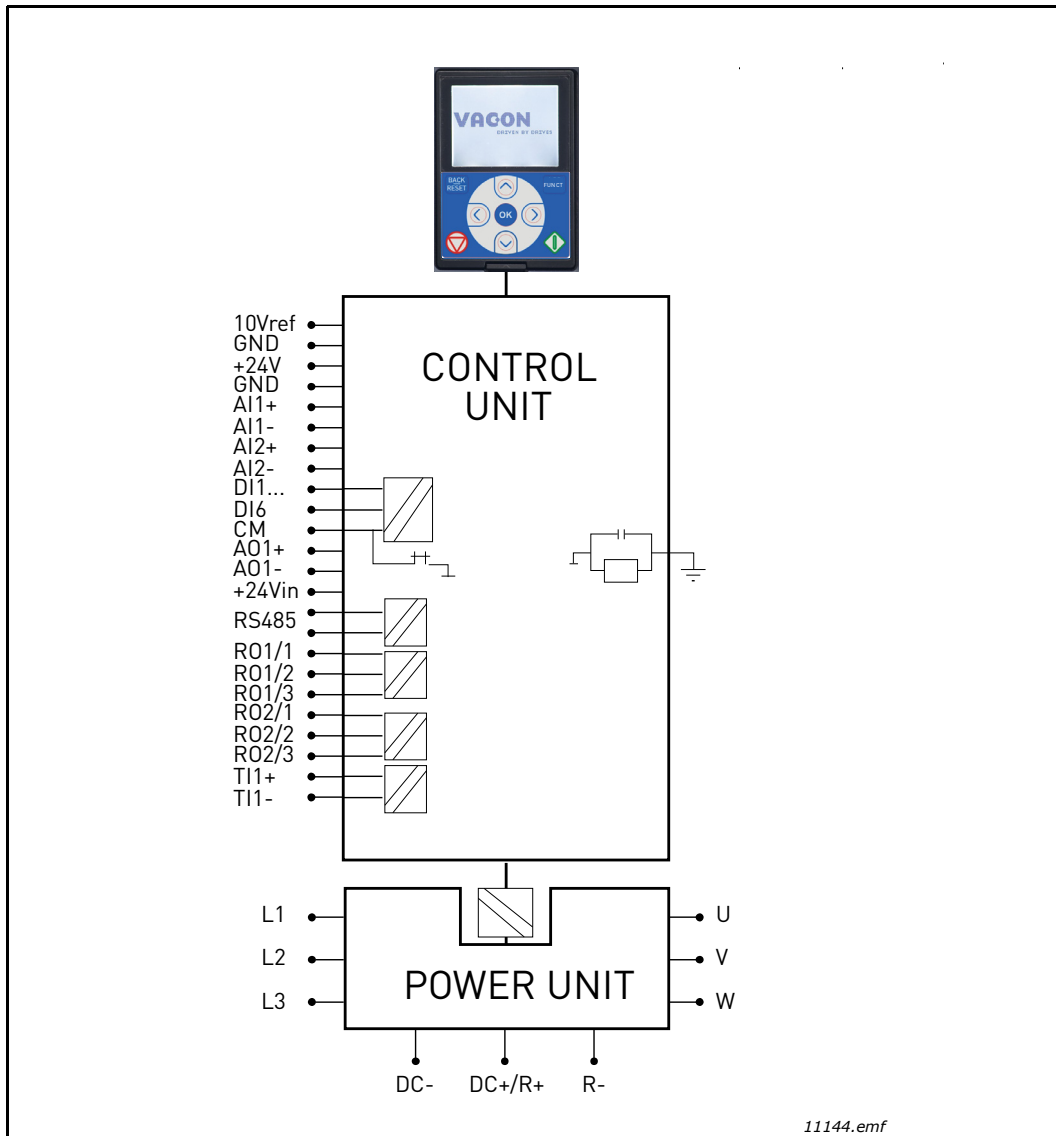 VACON
DRIVEN BY DRIVES
BACK
RESET
FUNCT
OK
10Vref
GND
+24V
GND
AI1+
AI1-
AI2+
AI2-
DI1...
DI6
CM
AO1+
AO1-
+24Vin
RS485
RO1/1
RO1/2
RO1/3
RO2/1
RO2/2
RO2/3
TI1+
TI1-
CONTROL
UNIT
L1
L2
L3
U
V
W
POWER UNIT
DC-
DC+/R+
R-
11144.emf